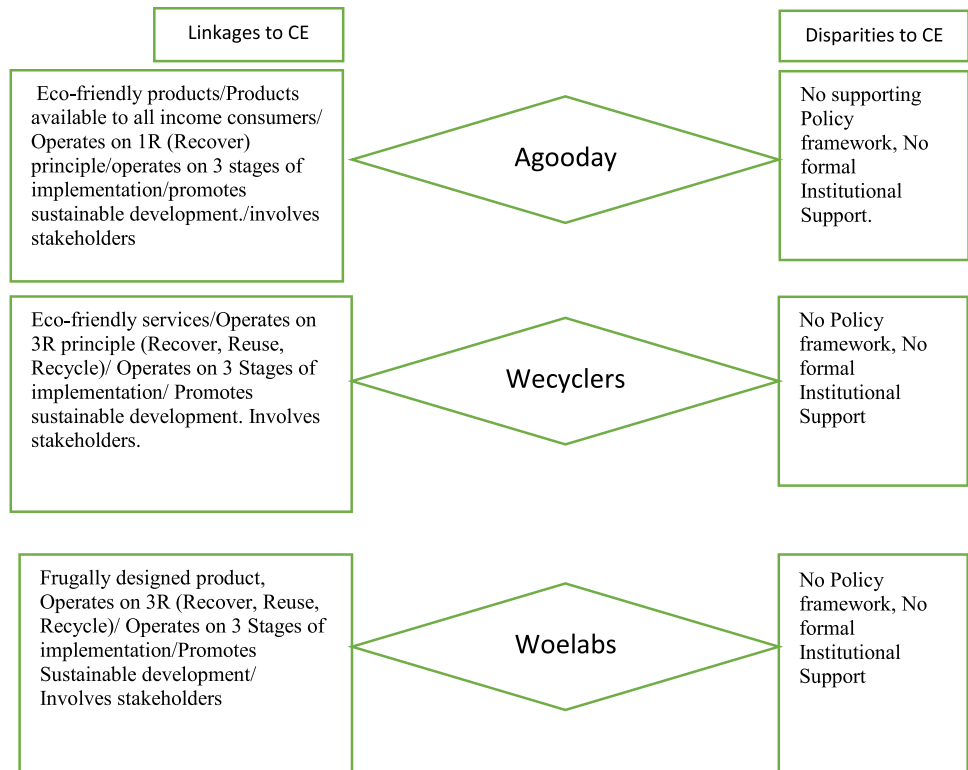 Linkages to CE
Disparities to CE
Eco-friendly products/Products
available to all income consumers/
Operates on 1R (Recover)
principle/operates on 3 stages of
implementation/promotes
sustainable development./involves
stakeholders
Agooday
No supporting
Policy
framework, No
formal
Institutional
Support.
Eco-friendly services/Operates on
3R principle (Recover, Reuse,
Recycle)/ Operates on 3 Stages of
implementation/ Promotes
sustainable development. Involves
stakeholders.
Wecyclers
No Policy
framework, No
formal
Institutional
Support
Frugally designed product,
Operates on 3R (Recover, Reuse,
Recycle)/ Operates on 3 Stages of
implementation/Promotes
Sustainable development/
Involves stakeholders
Woelabs
No Policy
framework, No
formal
Institutional
Support